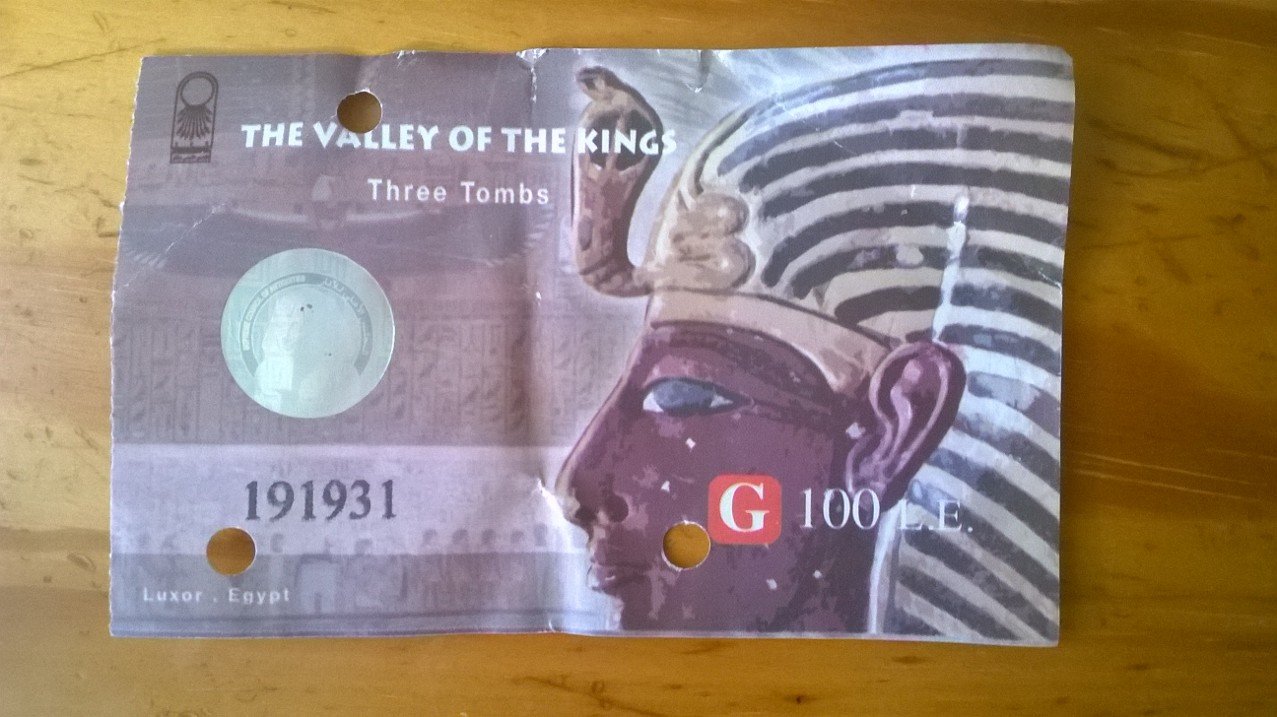 THE VALLEY OF THE KINGS
Three Tombs
191931
G 100 L.E.
Luxor . Egypt